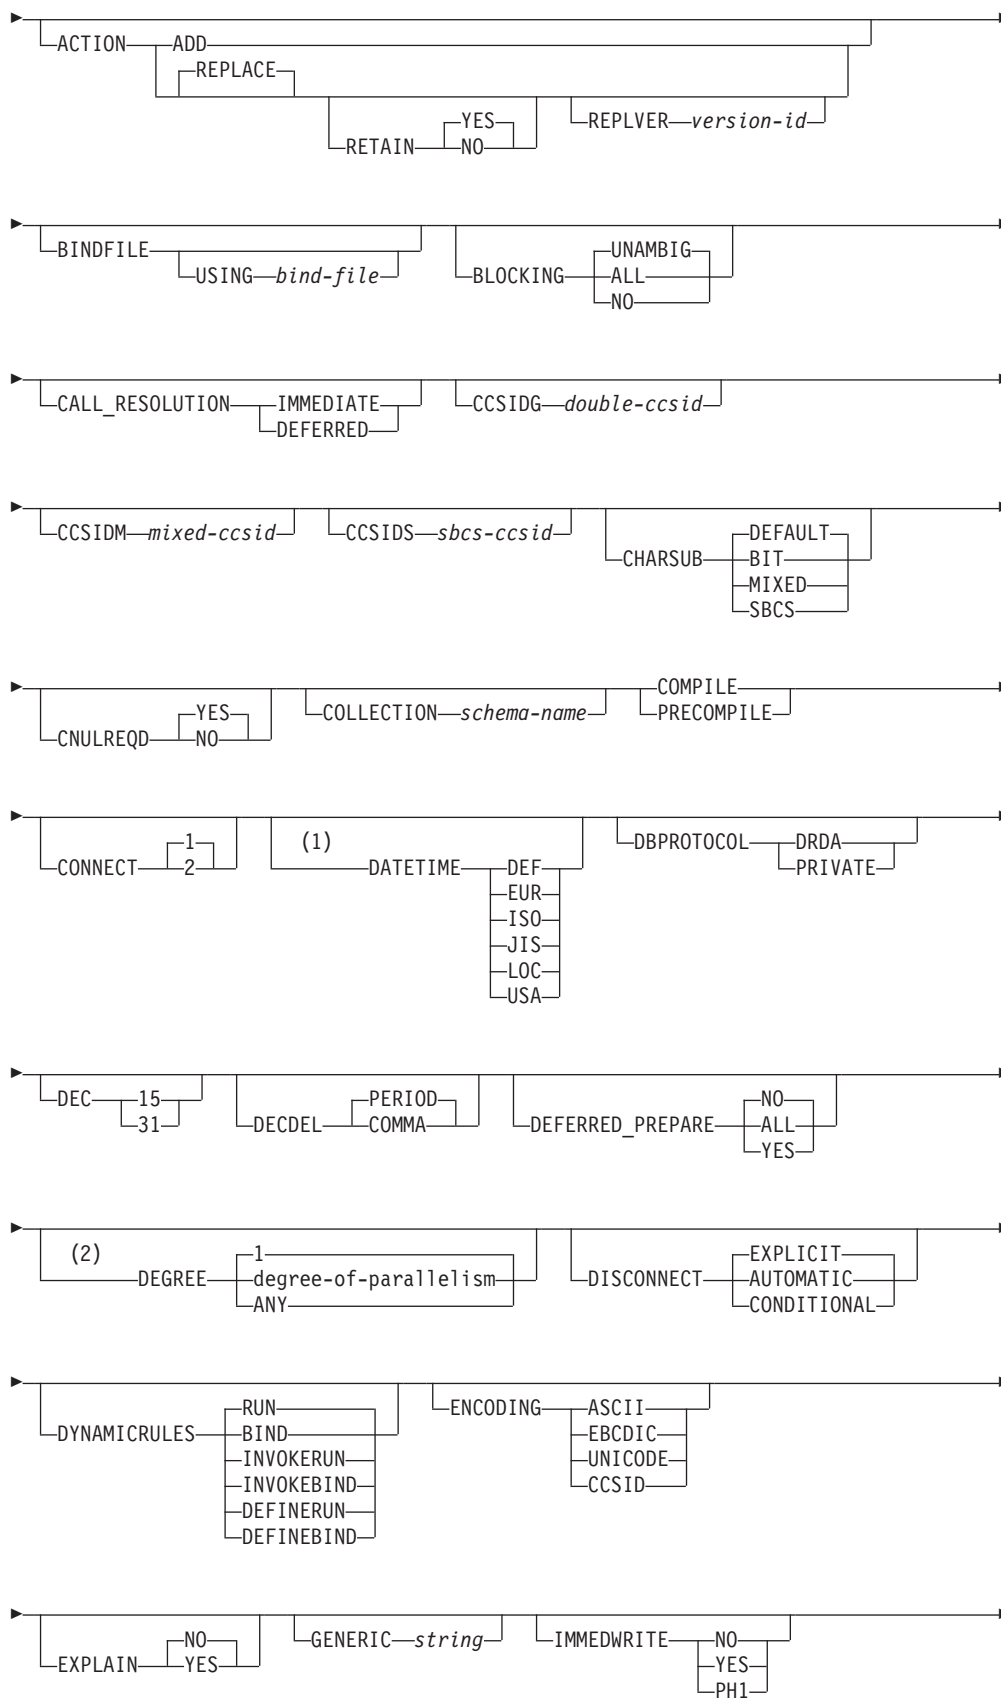 ACTION ADD
REPLACE
YES REPLVER version-id
RETAIN NO
BINDFILE UNAMBIG
USING bind-file BLOCKING ALL
NO
CALL_RESOLUTION IMMEDIATE CCSIDG double-ccsid
DEFERRED
CCSIDM mixed-ccsid CCSIDS sbcs-ccsid DEFAULT
CHARSUB BIT
MIXED
SBCS
COMPILE
YES COLLECTION schema-name PRECOMPILE
CNULREQD NO
1 (1) DBPROTOCOL DRDA
CONNECT 2 DATETIME DEF PRIVATE
EUR
ISO
JIS
LOC
USA
DEC 15 PERIOD NO
31 DECDEL COMMA DEFERRED_PREPARE ALL
YES
(2) 1 EXPLICIT
DEGREE degree-of-parallelism DISCONNECT AUTOMATIC
ANY CONDITIONAL
RUN ENCODING ASCII
DYNAMICRULES BIND EBCDIC
INVOKERUN UNICODE
INVOKEBIND CCSID
DEFINERUN
DEFINEBIND
NO GENERIC string IMMEDWRITE NO
EXPLAIN YES YES
PH1